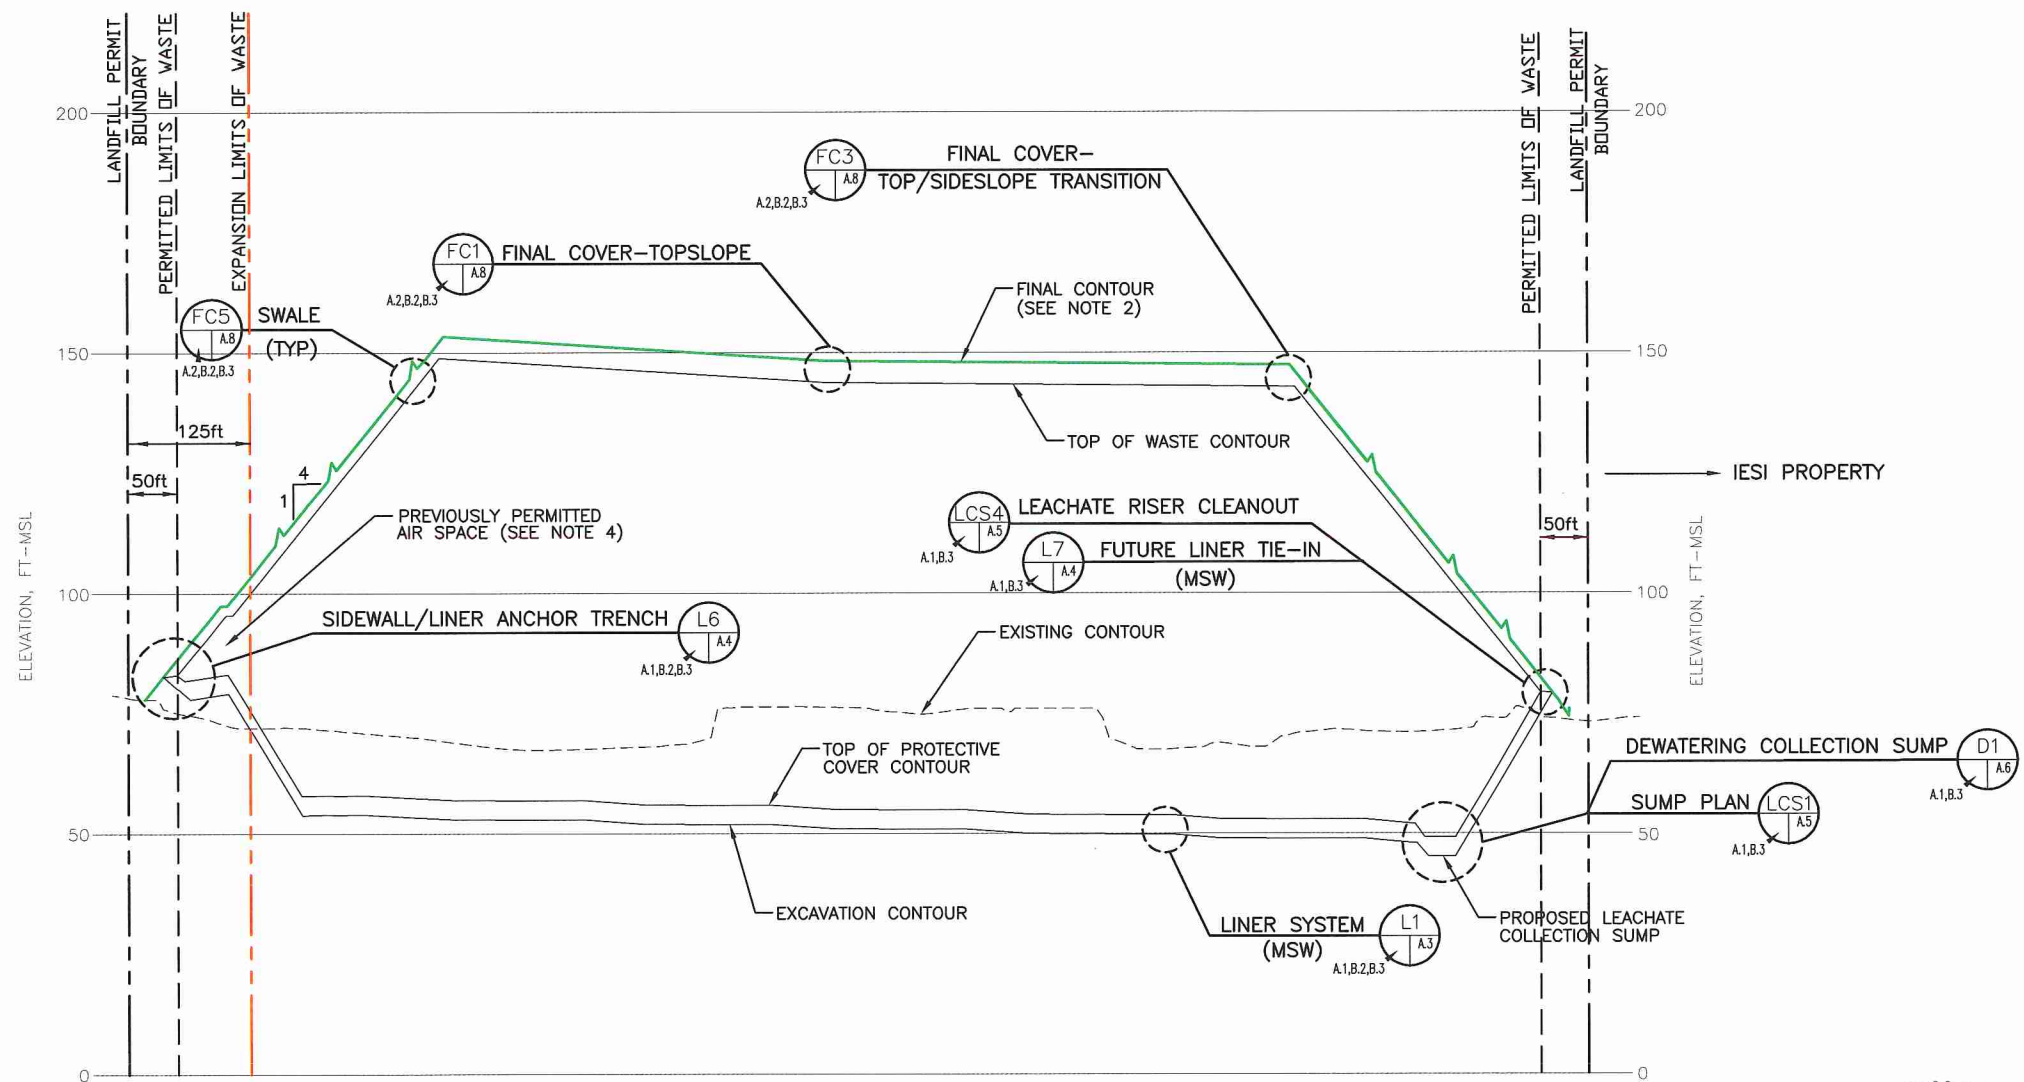 LANDFILL PERMIT
BOUNDARY
PERMITTED LIMITS OF WASTE
EXPANSION LIMITS OF WASTE
PERMITTED LIMITS OF WASTE
LANDFILL PERMIT
BOUNDARY
200
200
FC3
A.8
A.2,B.2,B.3
FINAL COVER-
TOP/SIDESLOPE TRANSITION
FC1
A.8
A.2,B.2,B.3
FINAL COVER-TOPSLOPE
FINAL CONTOUR
(SEE NOTE 2)
FC5
A.8
A.2,B.2,B.3
SWALE
(TYP)
150
150
125ft
TOP OF WASTE CONTOUR
50ft
4
1
IESI PROPERTY
PREVIOUSLY PERMITTED
AIR SPACE (SEE NOTE 4)
LCS4
A.5
A.1,B.3
LEACHATE RISER CLEANOUT
50ft
L7
A.4
A.1,B.3
FUTURE LINER TIE-IN
(MSW)
ELEVATION, FT-MSL
ELEVATION, FT-MSL
100
100
SIDEWALL/LINER ANCHOR TRENCH
L6
A.4
A.1,B.2,B.3
EXISTING CONTOUR
TOP OF PROTECTIVE
COVER CONTOUR
DEWATERING COLLECTION SUMP
D1
A.6
A.1,B.3
SUMP PLAN
LCS1
A.5
A.1,B.3
50
50
EXCAVATION CONTOUR
LINER SYSTEM
(MSW)
L1
A.3
A.1,B.2,B.3
PROPOSED LEACHATE
COLLECTION SUMP
0
0